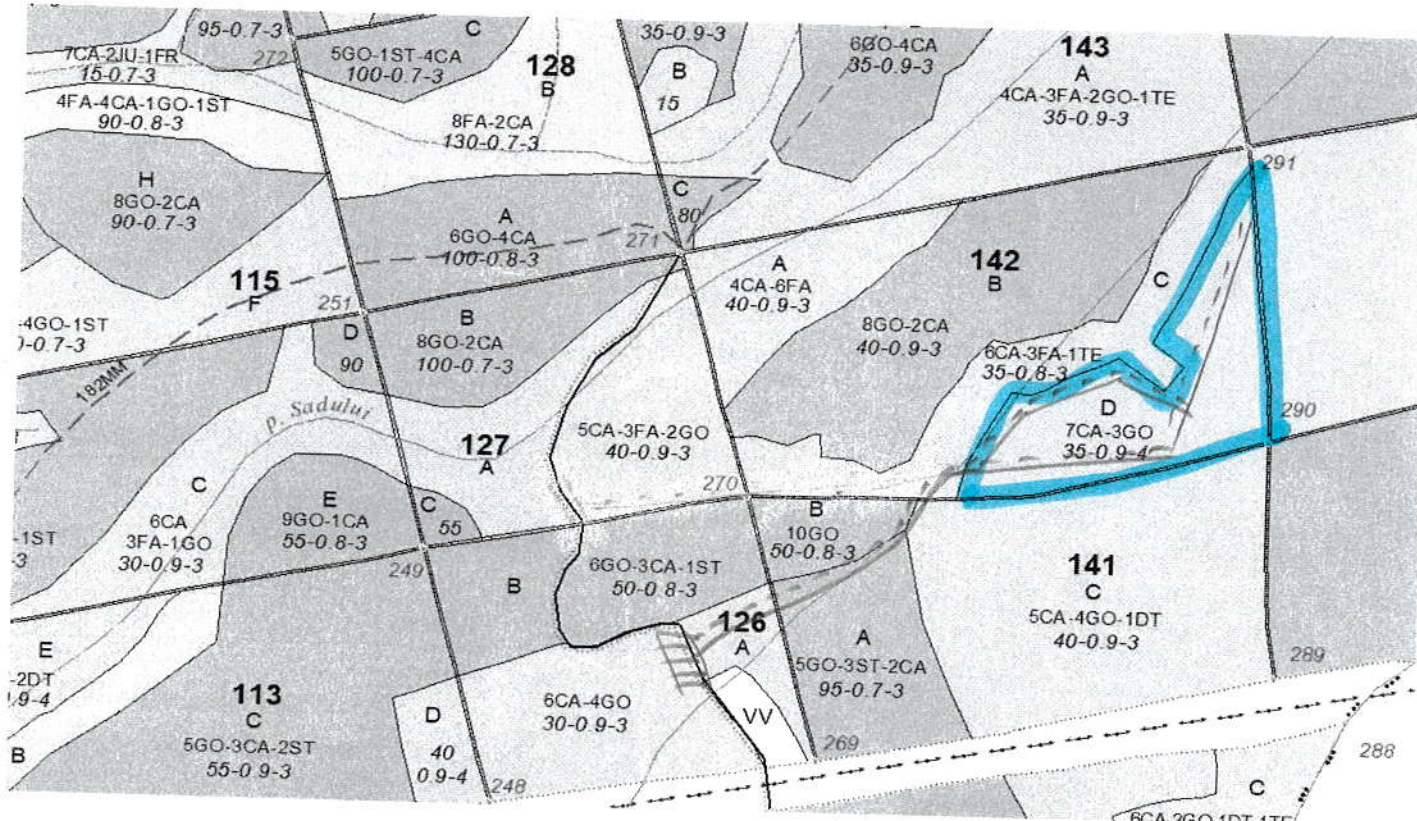 95-0.7-3
272
7CA-2JU-1FR
15-0.7-3
4FA-4CA-1GO-1ST
90-0.8-3
C
5GO-1ST-4CA
100-0.7-3
128
B
8FA-2CA
130-0.7-3
35-0.9-3
B
15
6GO-4CA
35-0.9-3
143
A
4CA-3FA-2GO-1TE
35-0.9-3
291
H
8GO-2CA
90-0.7-3
A
6GO-4CA
100-0.8-3
271
C
80
115
F
251
-4GO-1ST
0-0.7-3
182MM
D
90
B
8GO-2CA
100-0.7-3
A
4CA-6FA
40-0.9-3
142
B
8GO-2CA
40-0.9-3
C
6CA-3FA-1TE
35-0.8-3
D
7CA-3GO
35-0.9-4
290
p. Sadului
127
A
5CA-3FA-2GO
40-0.9-3
270
C
6CA
3FA-1GO
30-0.9-3
E
9GO-1CA
55-0.8-3
C
55
249
-1ST
-3
B
6GO-3CA-1ST
50-0.8-3
B
10GO
50-0.8-3
141
C
5CA-4GO-1DT
40-0.9-3
126
A
A
5GO-3ST-2CA
95-0.7-3
289
E
-2DT
0.9-4
B
113
C
5GO-3CA-2ST
55-0.9-3
D
40
0.9-4
248
6CA-4GO
30-0.9-3
VV
269
288
C
6CA-2GO-1DT-1TE